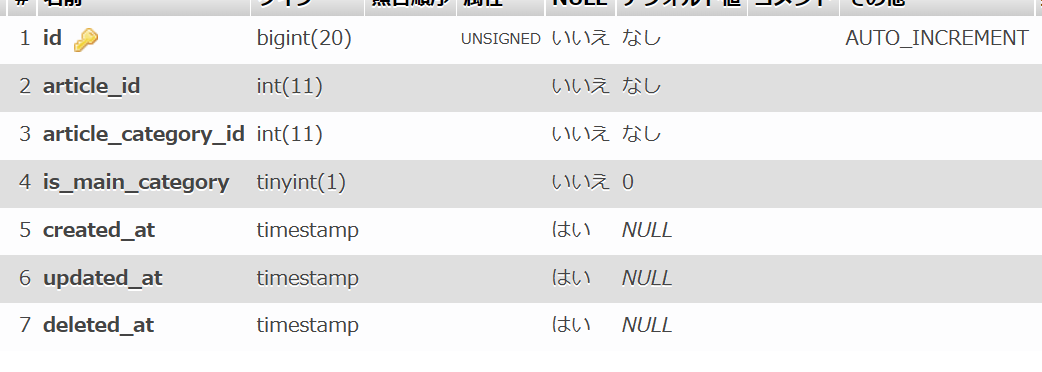 # 名前 タイプ 照合順序 属性 NULL デフォルト値 コメント その他
1 id bigint(20) UNSIGNED いいえ なし AUTO_INCREMENT
2 article_id int(11) いいえ なし
3 article_category_id int(11) いいえ なし
4 is_main_category tinyint(1) いいえ 0
5 created_at timestamp はい NULL
6 updated_at timestamp はい NULL
7 deleted_at timestamp はい NULL